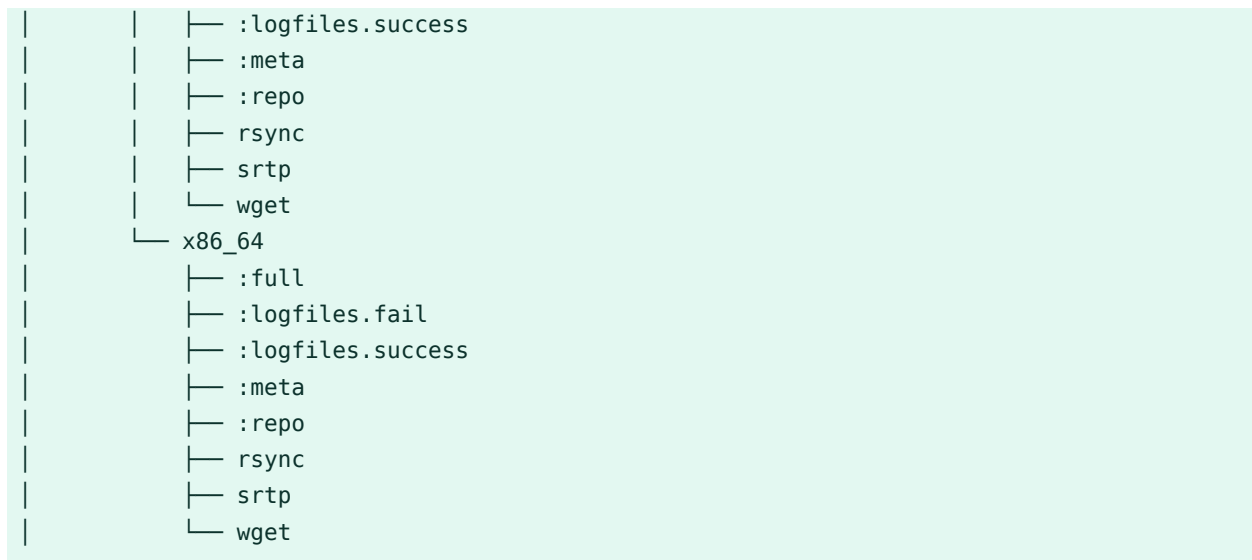 │       │   ├── :logfiles.success
│       │   ├── :meta
│       │   ├── :repo
│       │   ├── rsync
│       │   ├── srtp
│       │   └── wget
│       └── x86_64
│           ├── :full
│           ├── :logfiles.fail
│           ├── :logfiles.success
│           ├── :meta
│           ├── :repo
│           ├── rsync
│           ├── srtp
│           └── wget